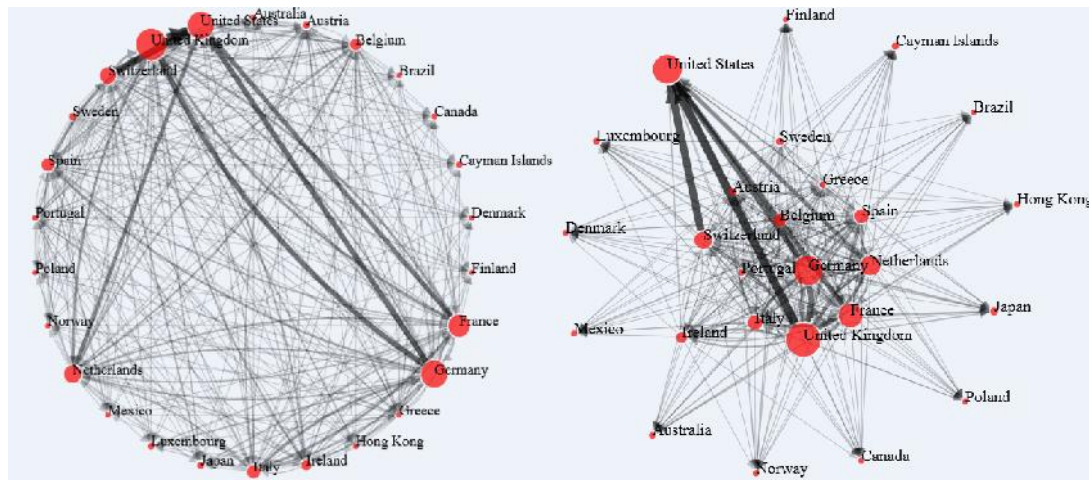 Australia
United States
Austria
United Kingdom
Belgium
Switzerland
Brazil
Sweden
Canada
Spain
Cayman Islands
Portugal
Denmark
Poland
Finland
Norway
France
Netherlands
Germany
Mexico
Greece
Luxembourg
Hong Kong
Japan
Italy
Ireland
Finland
Cayman Islands
United States
Brazil
Luxembourg
Sweden
Greece
Austria
Hong Kong
Belgium
Spain
Denmark
Switzerland
Portugal
Germany
Netherlands
Japan
Mexico
Ireland
Italy
France
United Kingdom
Poland
Australia
Canada
Norway